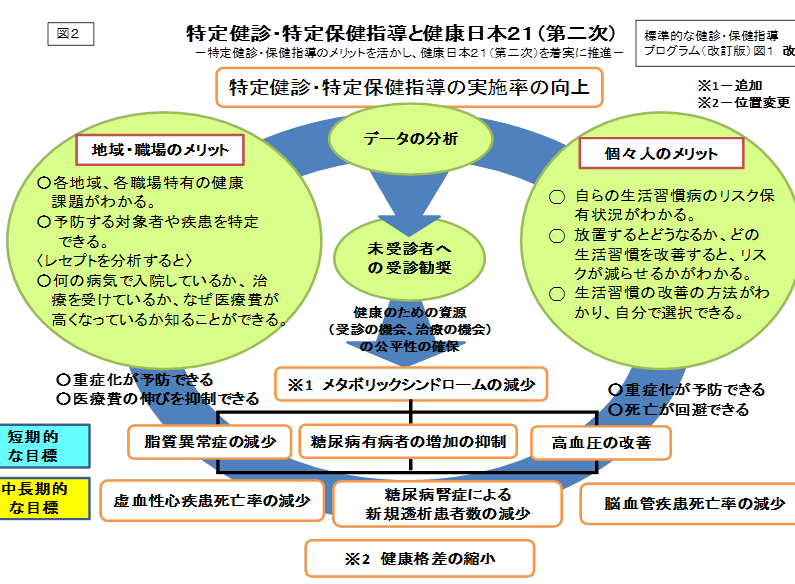 図2
特定健診・特定保健指導と健康日本21(第二次)
－特定健診・保健指導のメリットを活かし、健康日本21(第二次)を着実に推進－
標準的な健診・保健指導
プログラム(改訂版)図1 改
特定健診・特定保健指導の実施率の向上
※1－追加
※2－位置変更
データの分析
地域・職場のメリット
○各地域、各職場特有の健康
課題がわかる。
○予防する対象者や疾患を特定
できる。
〈レセプトを分析すると〉
○何の病気で入院しているか、治
療を受けているか、なぜ医療費が
高くなっているか知ることができる。
個々人のメリット
○ 自らの生活習慣病のリスク保
有状況がわかる。
○ 放置するとどうなるか、どの
生活習慣を改善すると、リス
クが減らせるかがわかる。
○ 生活習慣の改善の方法がわ
かり、自分で選択できる。
未受診者へ
の受診勧奨
健康のための資源
(受診の機会、治療の機会)
の公平性の確保
○重症化が予防できる
○医療費の伸びを抑制できる
※1 メタボリックシンドロームの減少
○重症化が予防できる
○死亡が回避できる
短期的
な目標
脂質異常症の減少
糖尿病有病者の増加の抑制
高血圧の改善
中長期的
な目標
虚血性心疾患死亡率の減少
糖尿病腎症による
新規透析患者数の減少
脳血管疾患死亡率の減少
※2 健康格差の縮小